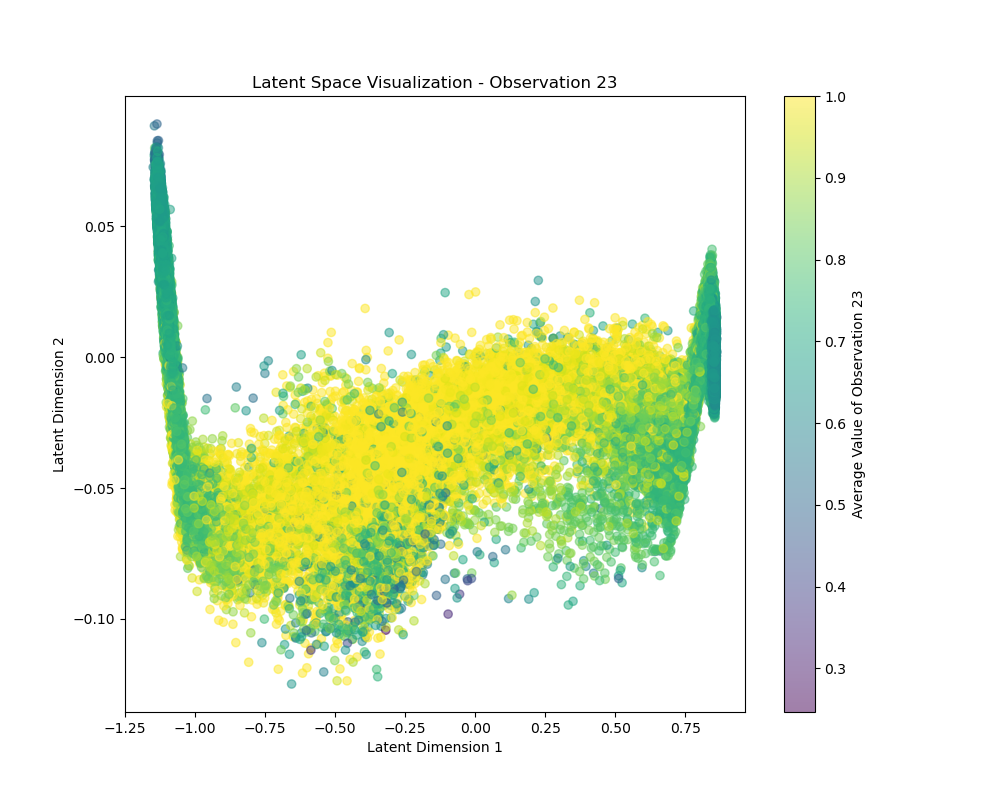 Latent Space Visualization - Observation 23
Latent Dimension 2
0.05
0.00
−0.05
−0.10
−1.25 −1.00 −0.75 −0.50 −0.25 0.00 0.25 0.50 0.75
Latent Dimension 1
1.0
0.9
0.8
0.7
0.6
0.5
0.4
0.3
Average Value of Observation 23